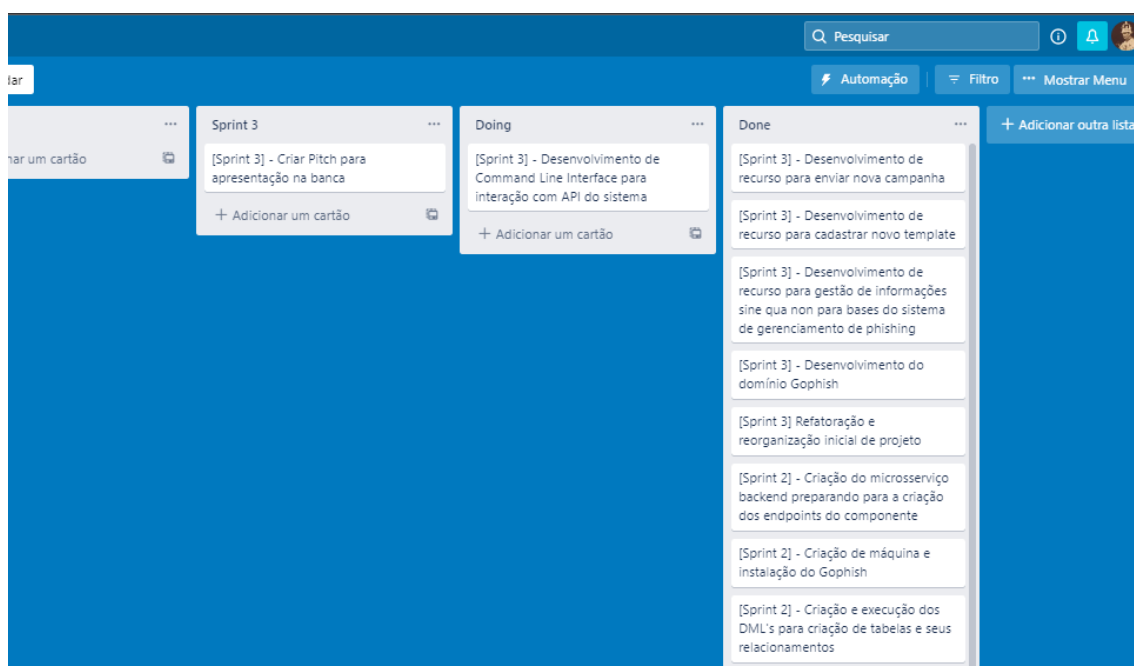 Pesquisar
dar
Automação
Filtro
Mostrar Menu
nar um cartão
Sprint 3
[Sprint 3] - Criar Pitch para
apresentação na banca
Adicionar um cartão
Doing
[Sprint 3] - Desenvolvimento de
Command Line Interface para
interação com API do sistema
Adicionar um cartão
Done
[Sprint 3] - Desenvolvimento de
recurso para enviar nova campanha
[Sprint 3] - Desenvolvimento de
recurso para cadastrar novo template
[Sprint 3] - Desenvolvimento de
recurso para gestão de informações
sine qua non para bases do sistema
de gerenciamento de phishing
[Sprint 3] - Desenvolvimento do
domínio Gophish
[Sprint 3] Refatoração e
reorganização inicial de projeto
[Sprint 2] - Criação do microsserviço
backend preparando para a criação
dos endpoints do componente
[Sprint 2] - Criação de máquina e
instalação do Gophish
[Sprint 2] - Criação e execução dos
DML's para criação de tabelas e seus
relacionamentos
Adicionar outra lista